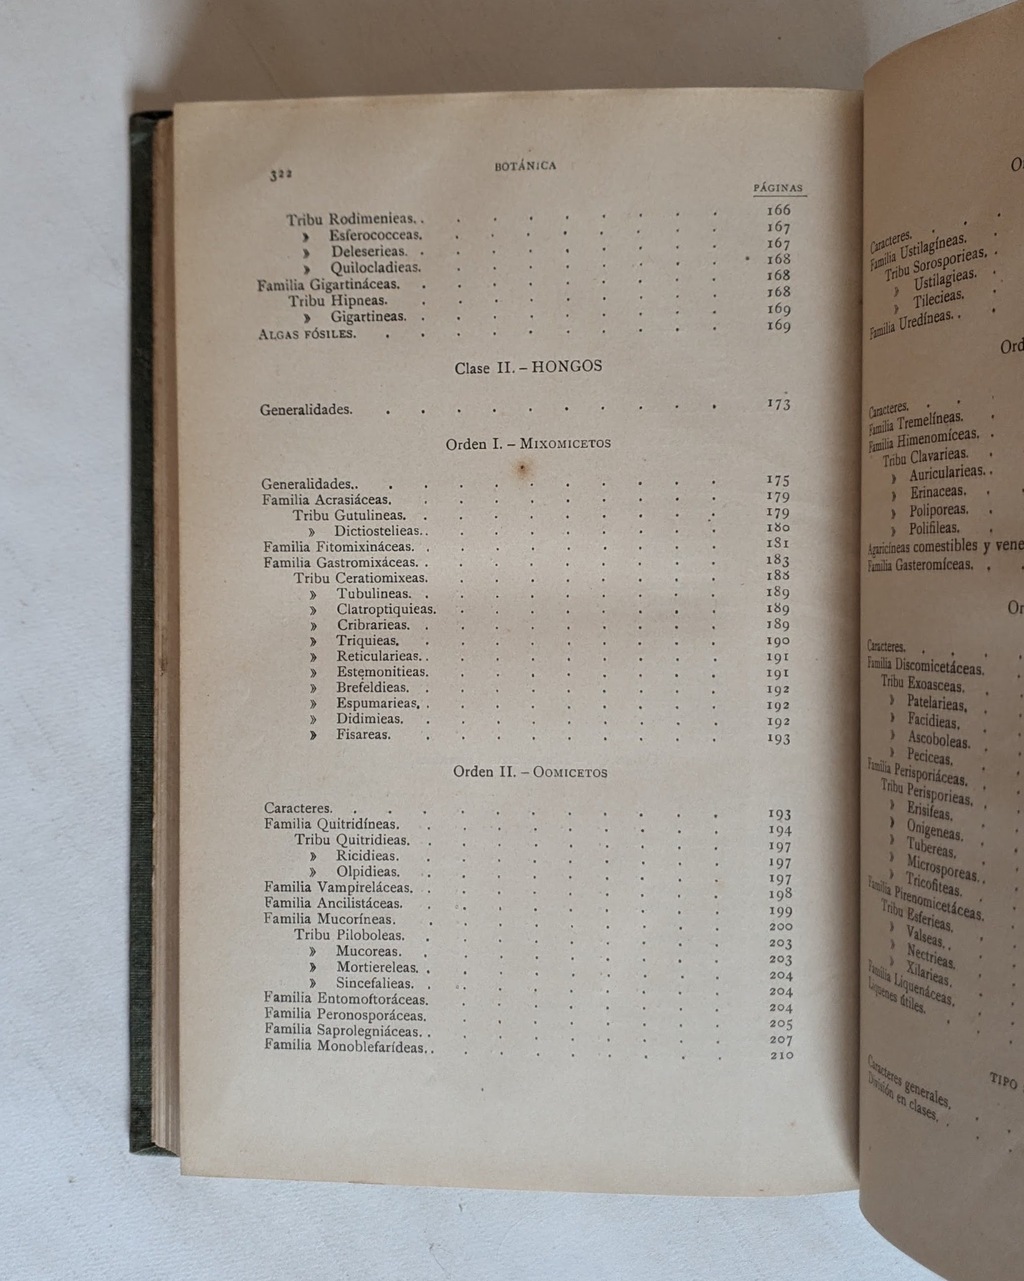 322
BOTÁNICA
PÁGINAS
Tribu Rodimenieas. . 166
» Esferococceas. 167
» Deleserieas. 167
» Quilocladieas. 168
Familia Gigartináceas. 168
Tribu Hipneas. 168
» Gigartineas. 169
ALGAS FÓSILES. 169
Clase II. – HONGOS
Generalidades. 173
Orden I. – MIXOMICETOS
Generalidades. . 175
Familia Acrasiáceas. 179
Tribu Gutulineas. 179
» Dictiostelieas. . 180
Familia Fitomixináceas. 181
Familia Gastromixáceas. 183
Tribu Ceratiomixeas. 188
» Tubulineas. 189
» Clatroptiquieas. 189
» Cribrarieas. 189
» Triquieas. 190
» Reticularieas. . 191
» Estemonitieas. 191
» Brefeldieas. 192
» Espumarieas. 192
» Didimieas. 192
» Fisareas. 193
Orden II. – OOMICETOS
Caracteres. 193
Familia Quitridíneas. 194
Tribu Quitridieas. 197
» Ricidieas. 197
» Olpidieas. 197
Familia Vampireláceas. 198
Familia Ancilistáceas. 199
Familia Mucoríneas. 200
Tribu Piloboleas. 203
» Mucoreas. 203
» Mortiereleas. 204
» Sincefalieas. 204
Familia Entomoftoráceas. 204
Familia Peronosporáceas. 205
Familia Saprolegniáceas. . 207
Familia Monoblefarídeas. . 210
Caracteres.
Familia Ustilagíneas.
Tribu Sorosporieas.
» Ustilagieas.
» Tilecieas.
Familia Uredíneas. .
Ord
Caracteres.
Familia Tremelíneas.
Familia Himenomíceas.
Tribu Clavarieas.
» Auricularieas. .
» Erinaceas.
» Poliporeas.
» Polifileas.
Agaricíneas comestibles y vene
Familia Gasteromíceas.
Or
Caracteres.
Familia Discomicetáceas.
Tribu Exoasceas.
» Patelarieas.
» Facidieas.
» Ascoboleas.
» Peciceas.
Familia Perisporiáceas.
Tribu Perisporieas.
» Erisifeas.
» Onigeneas.
» Tubereas.
» Microsporeas. .
» Tricofiteas.
Familia Pirenomicetáceas.
Tribu Esferieas.
» Valseas. .
» Nectrieas.
» Xilarieas.
Familia Liquenáceas.
Líquenes útiles.
TIPO
Caracteres generales.
División en clases.